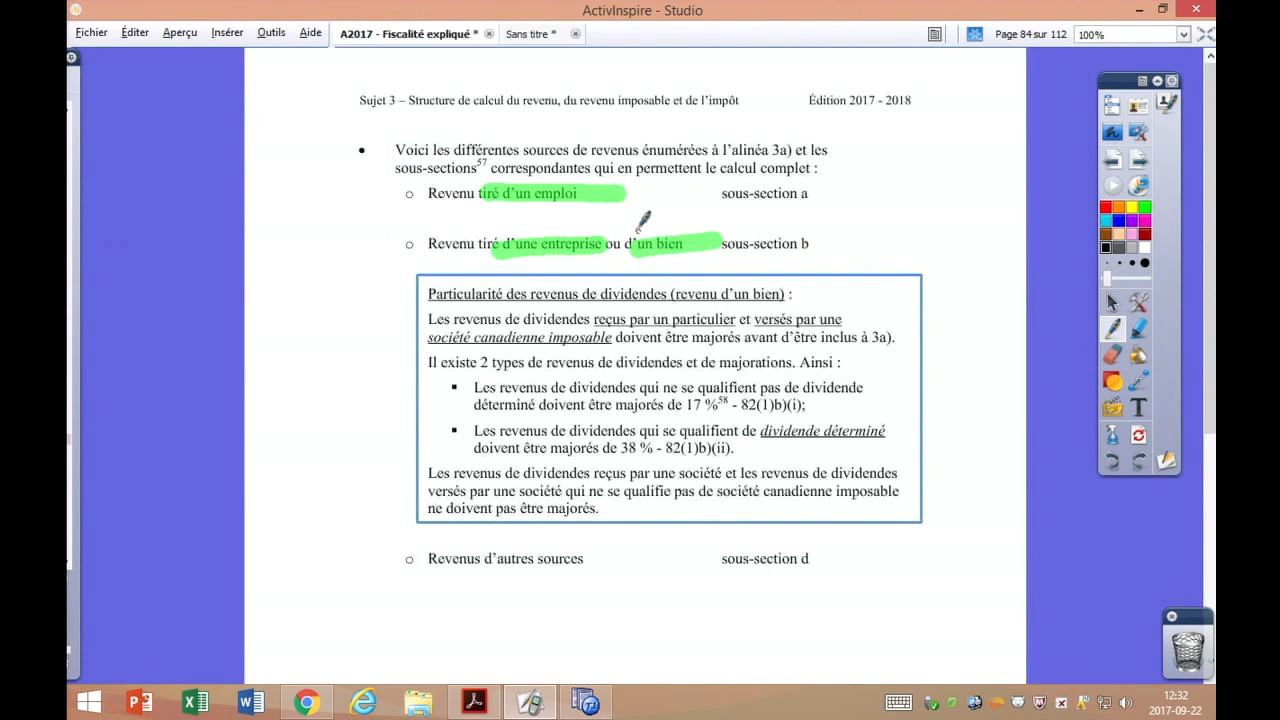 ActivInspire - Studio
Fichier Éditer Aperçu Insérer Outils Aide A2017 - Fiscalité expliqué * Sans titre * Page 84 sur 112 100%
Sujet 3 – Structure de calcul du revenu, du revenu imposable et de l’impôt Édition 2017 - 2018
• Voici les différentes sources de revenus énumérées à l’alinéa 3a) et les
sous-sections57 correspondantes qui en permettent le calcul complet :
o Revenu tiré d’un emploi sous-section a
o Revenu tiré d’une entreprise ou d’un bien sous-section b
Particularité des revenus de dividendes (revenu d’un bien) :
Les revenus de dividendes reçus par un particulier et versés par une
société canadienne imposable doivent être majorés avant d’être inclus à 3a).
Il existe 2 types de revenus de dividendes et de majorations. Ainsi :
▪ Les revenus de dividendes qui ne se qualifient pas de dividende
déterminé doivent être majorés de 17 %58 - 82(1)b)(i);
▪ Les revenus de dividendes qui se qualifient de dividende déterminé
doivent être majorés de 38 % - 82(1)b)(ii).
Les revenus de dividendes reçus par une société et les revenus de dividendes
versés par une société qui ne se qualifie pas de société canadienne imposable
ne doivent pas être majorés.
o Revenus d’autres sources sous-section d
12:32
2017-09-22